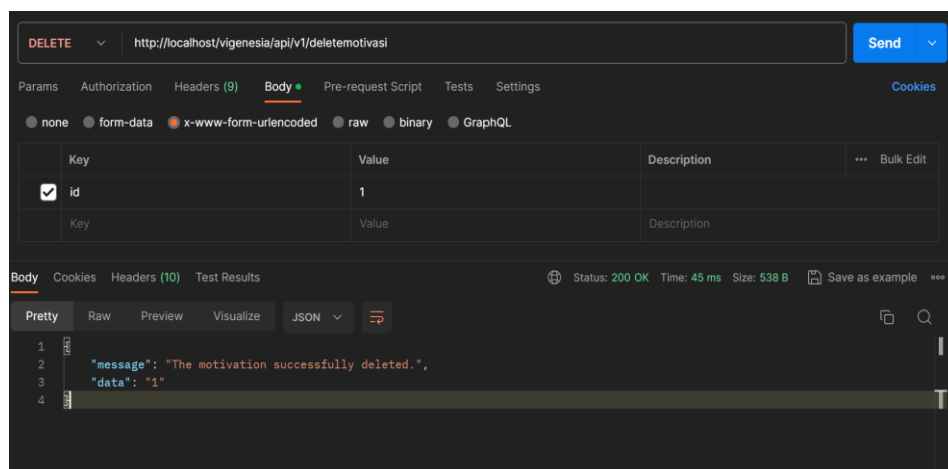 DELETE http://localhost/vigenesia/api/v1/deletemotivasi Send
Params Authorization Headers (9) Body Pre-request Script Tests Settings Cookies
none form-data x-www-form-urlencoded raw binary GraphQL
Key Value Description ••• Bulk Edit
id 1
Key Value Description
Body Cookies Headers (10) Test Results Status: 200 OK Time: 45 ms Size: 538 B Save as example
Pretty Raw Preview Visualize JSON
1 {
2 "message": "The motivation successfully deleted.",
3 "data": "1"
4 }